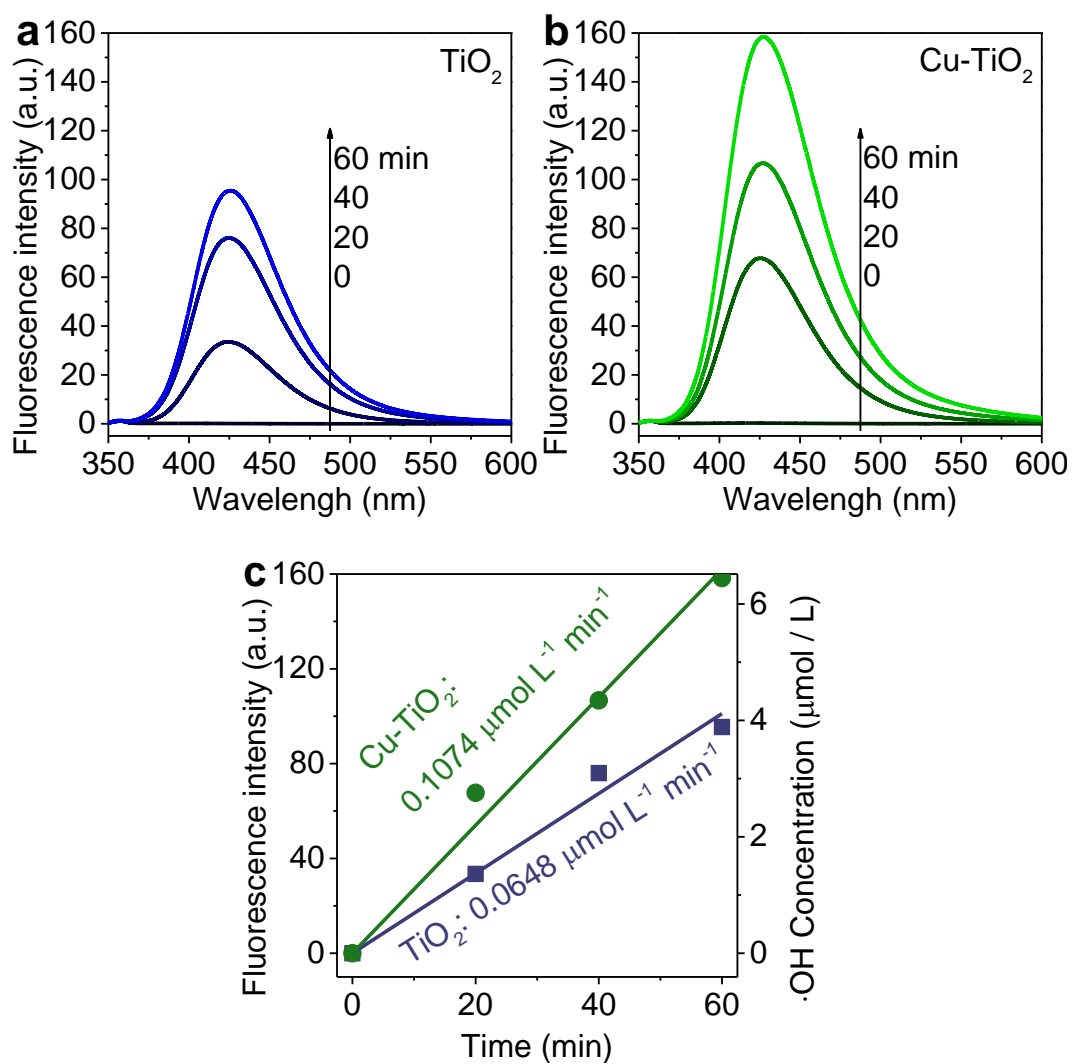 a
TiO₂
Fluorescence intensity (a.u.)
160
140
120
100
80
60
40
20
0
60 min
40
20
0
350 400 450 500 550 600
Wavelengh (nm)
b
Cu-TiO₂
Fluorescence intensity (a.u.)
160
140
120
100
80
60
40
20
0
60 min
40
20
0
350 400 450 500 550 600
Wavelengh (nm)
c
Fluorescence intensity (a.u.)
160
120
80
40
0
Cu-TiO₂:
0.1074 μmol L⁻¹ min⁻¹
TiO₂: 0.0648 μmol L⁻¹ min⁻¹
6
4
2
0
·OH Concentration (μmol / L)
0 20 40 60
Time (min)